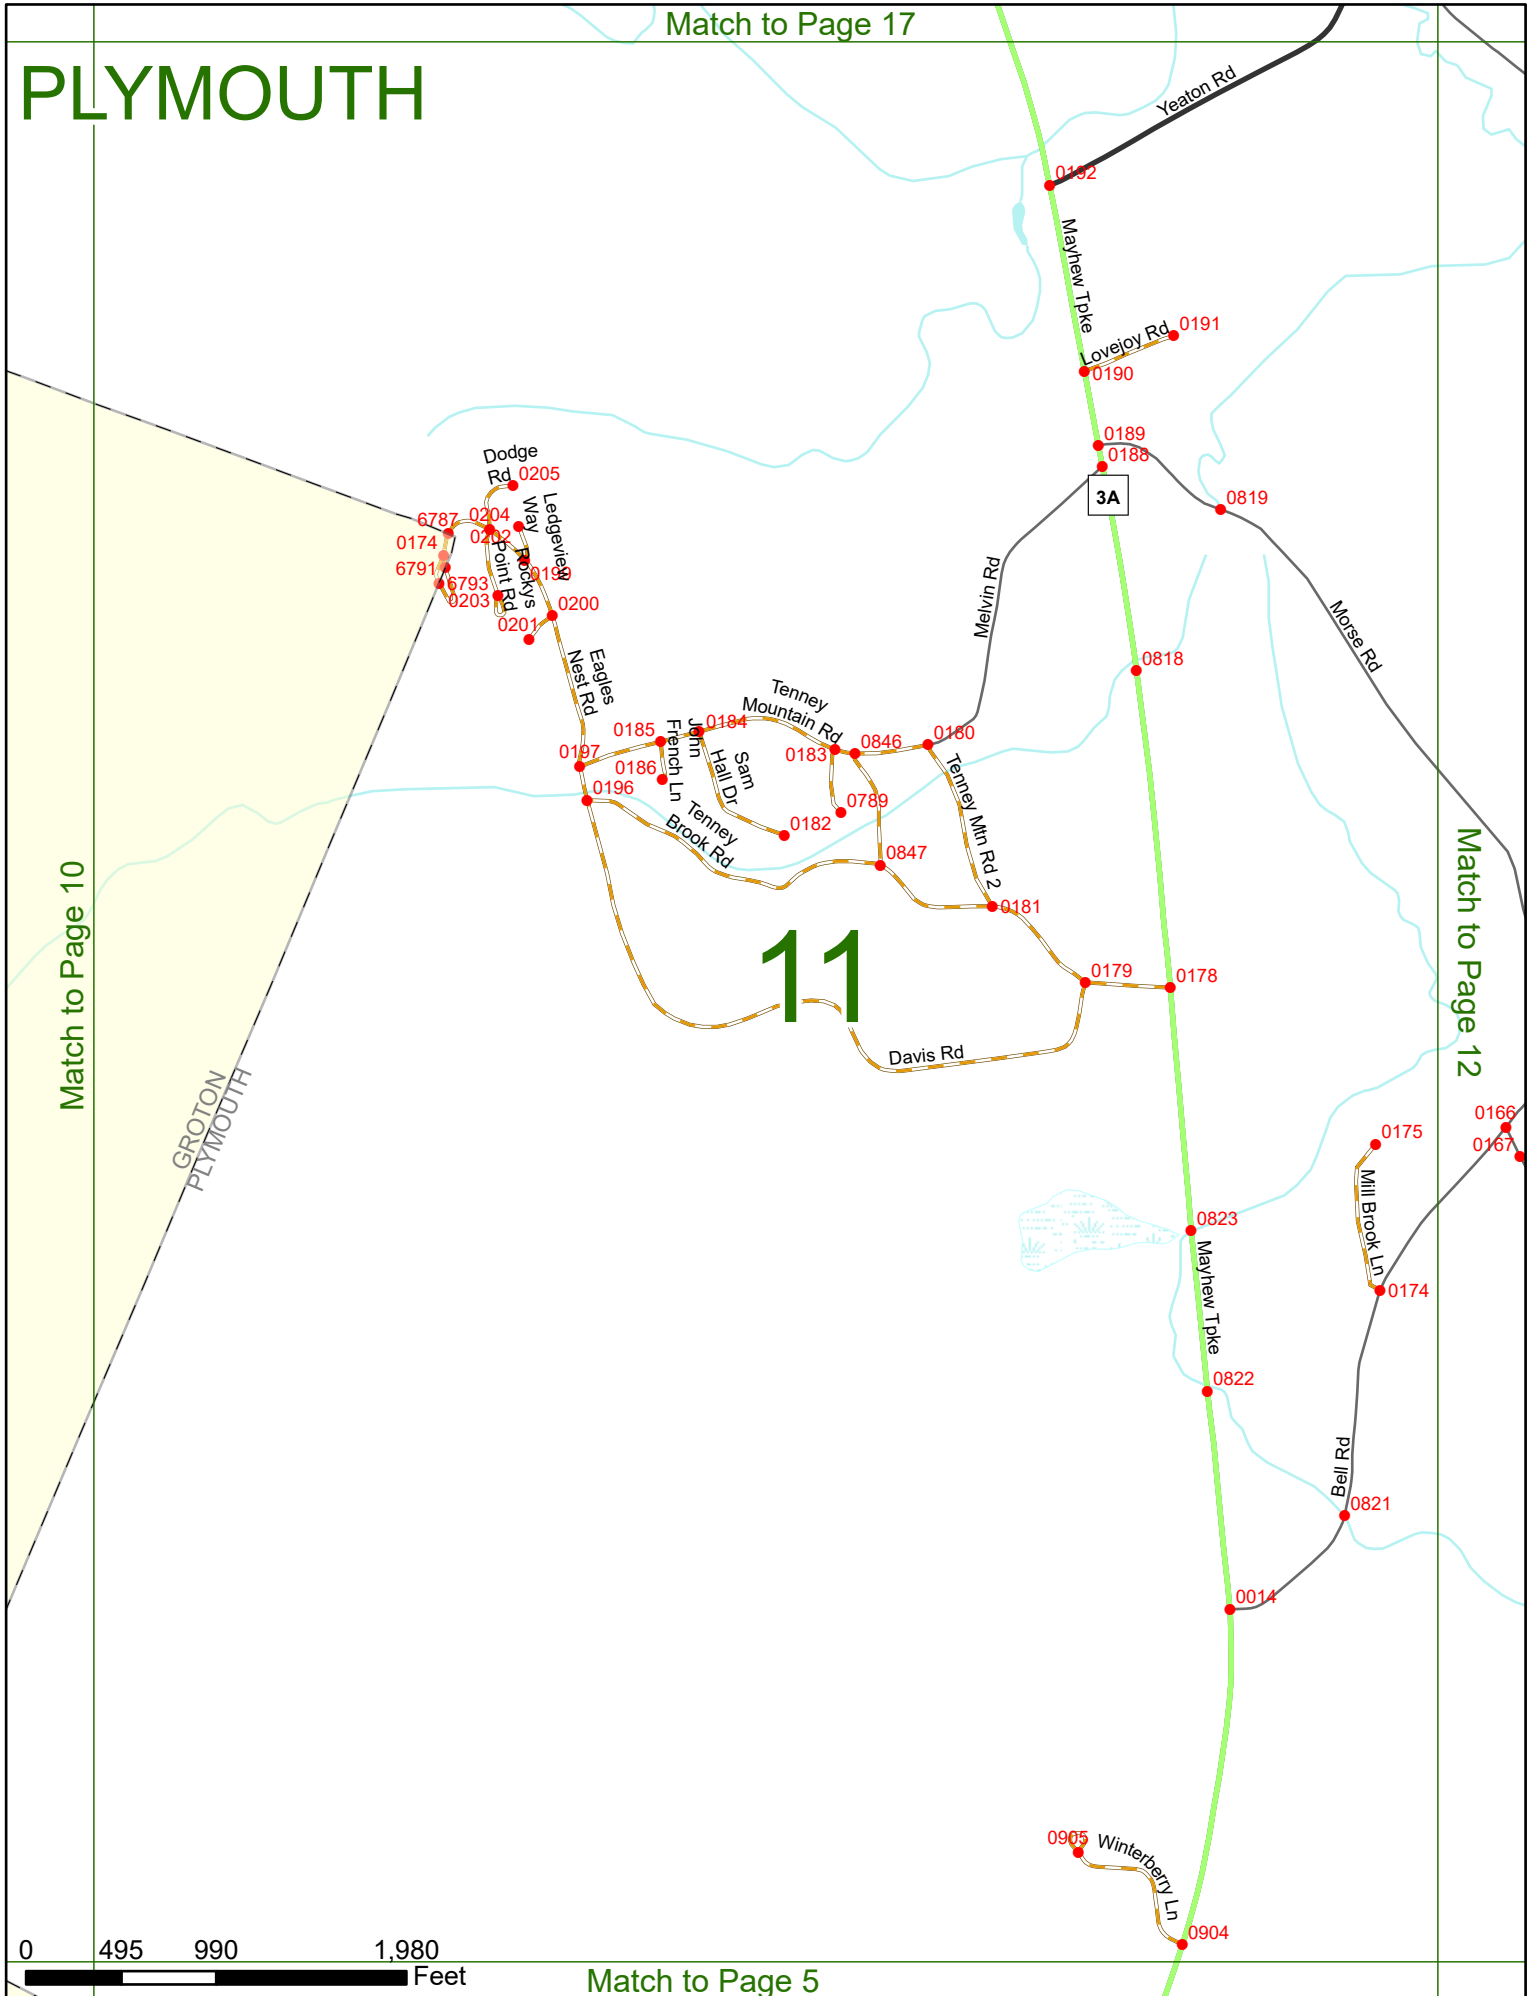 Match to Page 17
PLYMOUTH
Yeaton Rd
0192
Mayhew Tpke
0191
Lovejoy Rd
0190
0189
0188
3A
0819
Dodge
Rd
0205
6787
0204
0202
0174
6791
6793
0203
Point Rd
Ledgeview
Way
0199
Rockys
0200
0201
Eagles
Nest Rd
Melvin Rd
Morse Rd
0818
Tenney
Mountain Rd
0185
0184
0183
0846
0180
0197
0186
John
French Ln
Sam
Hall Dr
0196
0789
0182
Tenney
Brook Rd
Tenney Mtn Rd 2
0847
0181
Match to Page 10
Match to Page 12
11
0179
0178
Davis Rd
GROTON
PLYMOUTH
0166
0167
0175
Mill Brook Ln
0823
Mayhew Tpke
0174
0822
Bell Rd
0821
0014
0905
Winterberry Ln
0904
0 495 990 1,980
Feet
Match to Page 5